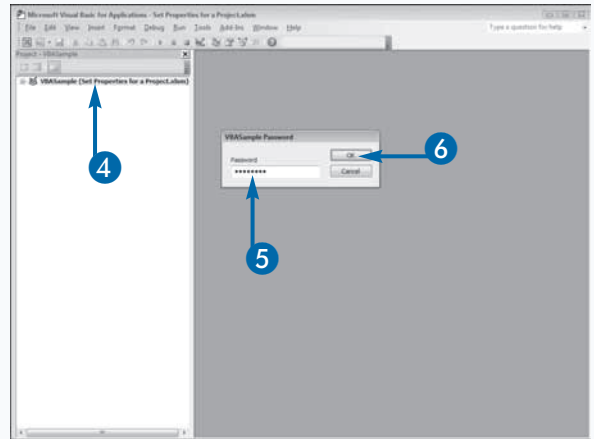 Microsoft Visual Basic for Applications - Set Properties for a Project.xlsm
File Edit View Insert Format Debug Run Tools Add-Ins Window Help
Type a question for help
Project - VBASample
VBASample (Set Properties for a Project.xlsm)
4
VBASample Password
Password
********
OK
Cancel
6
5